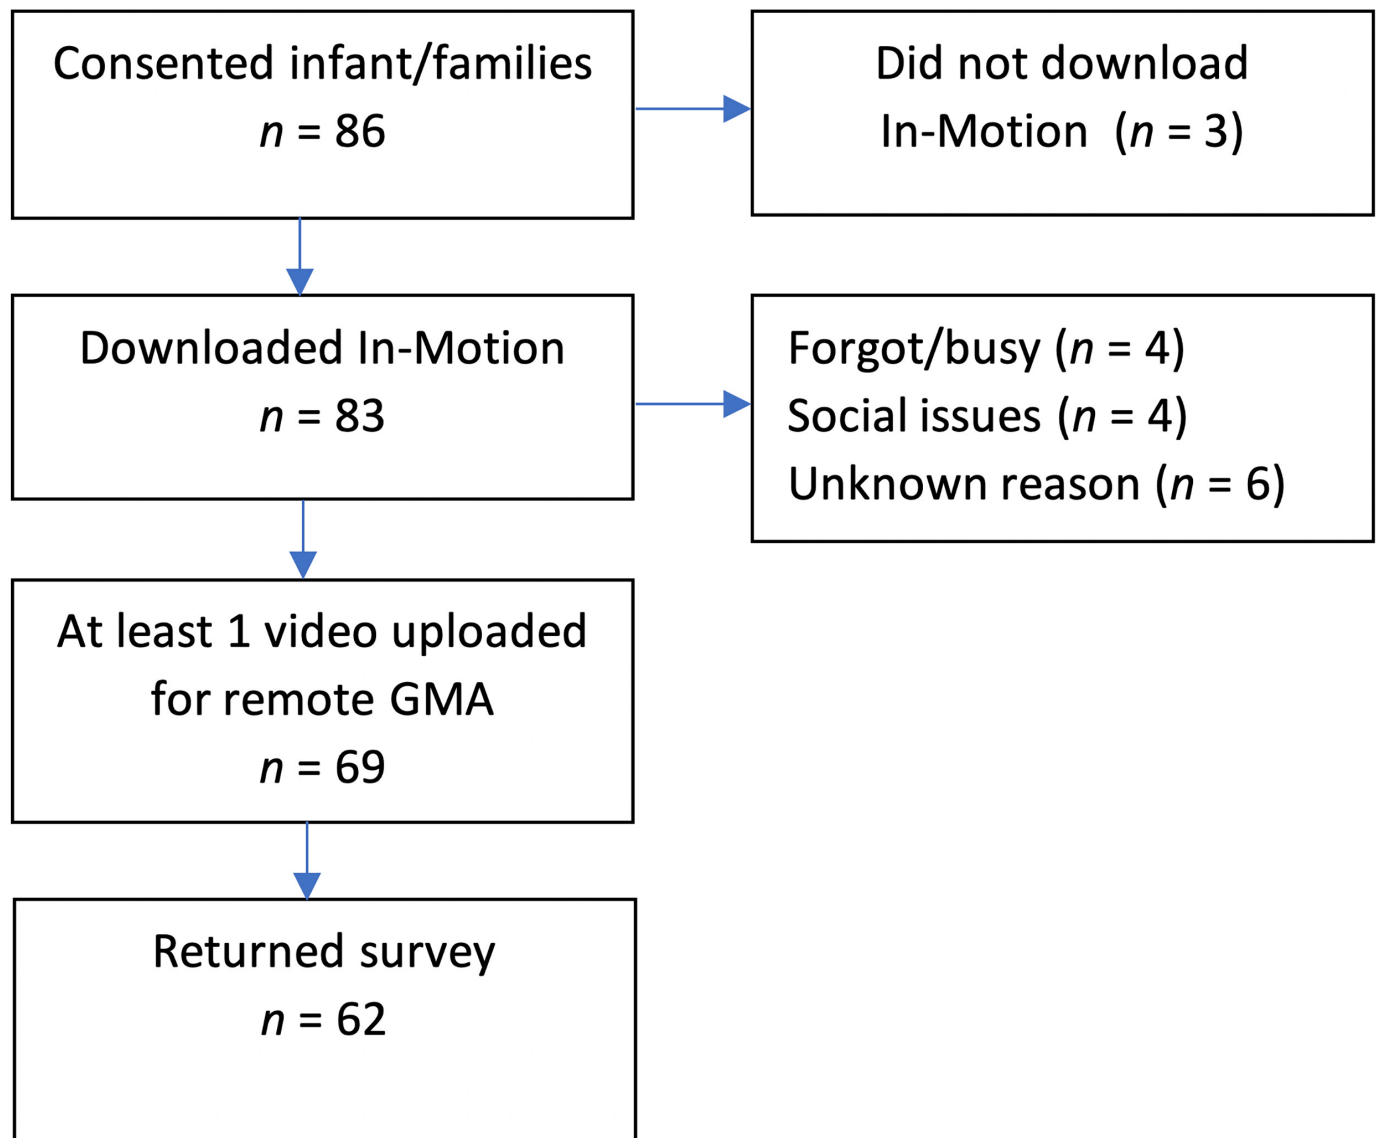 Consented infant/families
n = 86
Did not download
In-Motion (n = 3)
Downloaded In-Motion
n = 83
Forgot/busy (n = 4)
Social issues (n = 4)
Unknown reason (n = 6)
At least 1 video uploaded
for remote GMA
n = 69
Returned survey
n = 62